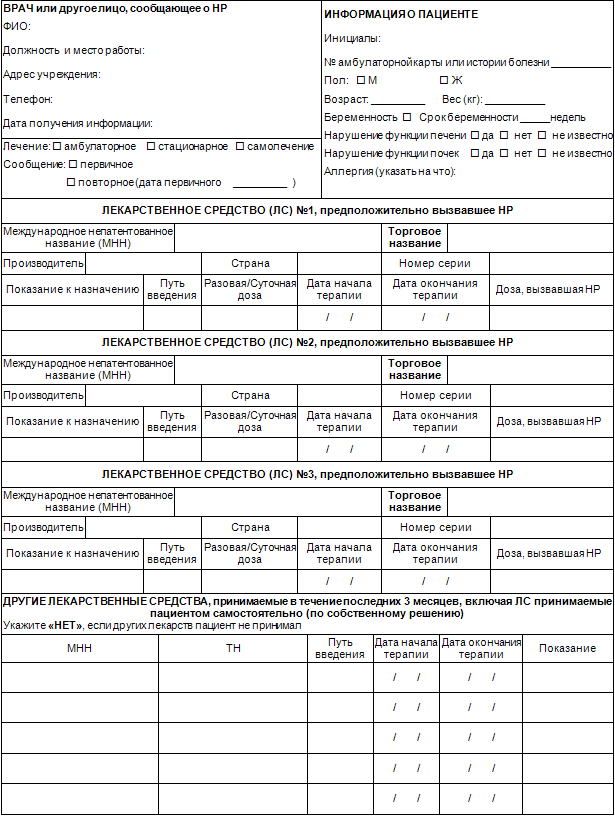 ВРАЧ или другое лицо, сообщающее о НР
ФИО:
Должность и место работы:
Адрес учреждения:
Телефон:
Дата получения информации:
Лечение: □ амбулаторное □ стационарное □ самолечение
Сообщение: □ первичное
□ повторное (дата первичного _________ )
ИНФОРМАЦИЯ О ПАЦИЕНТЕ
Инициалы:
№ амбулаторной карты или истории болезни __________
Пол: □ М □ Ж
Возраст: _________ Вес (кг): __________
Беременность □ Срок беременности _____недель
Нарушение функции печени □ да □ нет □ не известно
Нарушение функции почек □ да □ нет □ не известно
Аллергия (указать на что):
ЛЕКАРСТВЕННОЕ СРЕДСТВО (ЛС) №1, предположительно вызвавшее НР
Международное непатентованное
название (МНН)
Торговое
название
Производитель Страна Номер серии
Показание к назначению
Путь
введения
Разовая/Суточная
доза
Дата начала
терапии
Дата окончания
терапии
Доза, вызвавшая НР
/ / / /
ЛЕКАРСТВЕННОЕ СРЕДСТВО (ЛС) №2, предположительно вызвавшее НР
Международное непатентованное
название (МНН)
Торговое
название
Производитель Страна Номер серии
Показание к назначению
Путь
введения
Разовая/Суточная
доза
Дата начала
терапии
Дата окончания
терапии
Доза, вызвавшая НР
/ / / /
ЛЕКАРСТВЕННОЕ СРЕДСТВО (ЛС) №3, предположительно вызвавшее НР
Международное непатентованное
название (МНН)
Торговое
название
Производитель Страна Номер серии
Показание к назначению
Путь
введения
Разовая/Суточная
доза
Дата начала
терапии
Дата окончания
терапии
Доза, вызвавшая НР
/ / / /
ДРУГИЕ ЛЕКАРСТВЕННЫЕ СРЕДСТВА, принимаемые в течение последних 3 месяцев, включая ЛС принимаемые
пациентом самостоятельно (по собственному решению)
Укажите «НЕТ», если других лекарств пациент не принимал
МНН
ТН
Путь
введения
Дата начала
терапии
Дата окончания
терапии
Показание
/ / / /
/ / / /
/ / / /
/ / / /
/ / / /